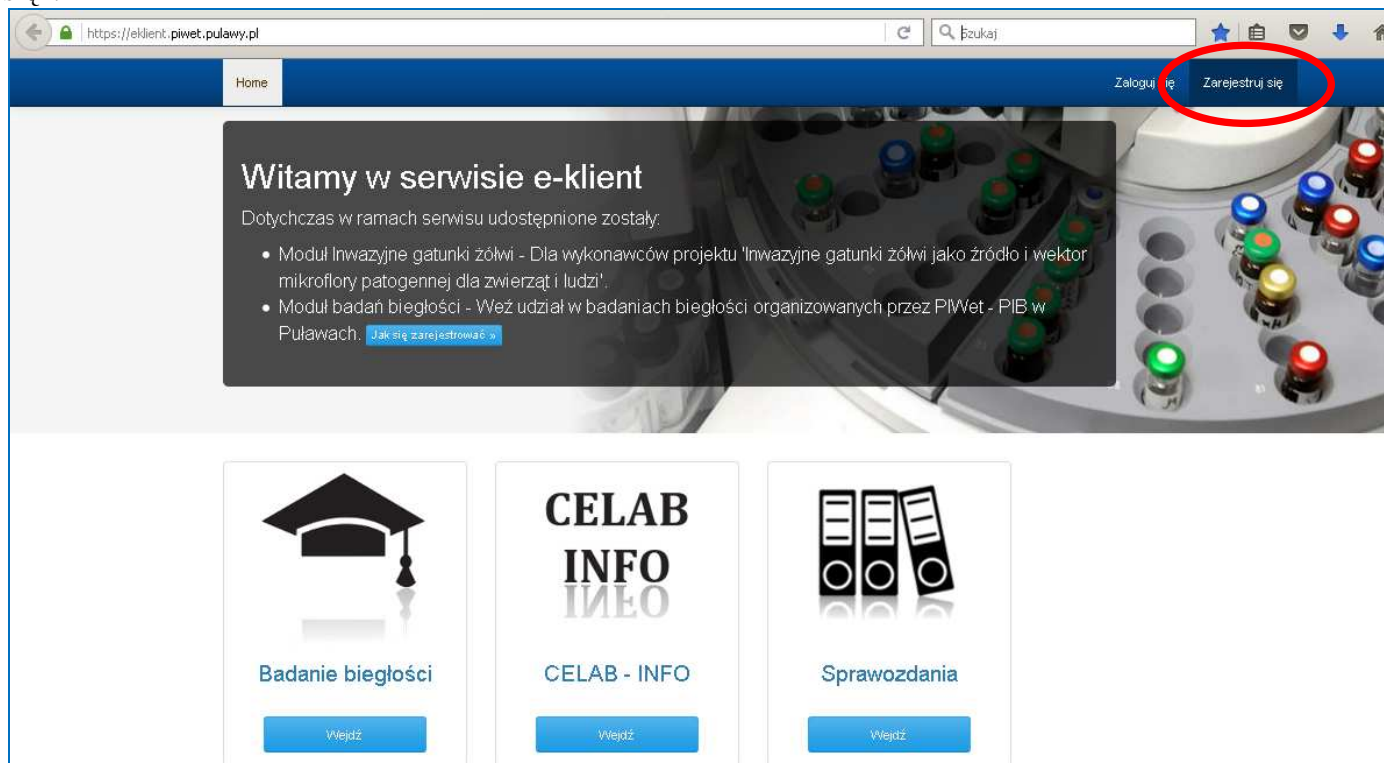 https://eklient.piwet.pulawy.pl
Szukaj
Home
Zaloguj się
Zarejestruj się
Witamy w serwisie e-klient
Dotychczas w ramach serwisu udostępnione zostały:
• Moduł Inwazyjne gatunki żółwi - Dla wykonawców projektu 'Inwazyjne gatunki żółwi jako źródło i wektor
mikroflory patogennej dla zwierząt i ludzi'.
• Moduł badań biegłości - Weź udział w badaniach biegłości organizowanych przez PIWet - PIB w
Puławach. Jak się zarejestrować »
CELAB
INFO
Badanie biegłości
CELAB - INFO
Sprawozdania
Wejdź
Wejdź
Wejdź